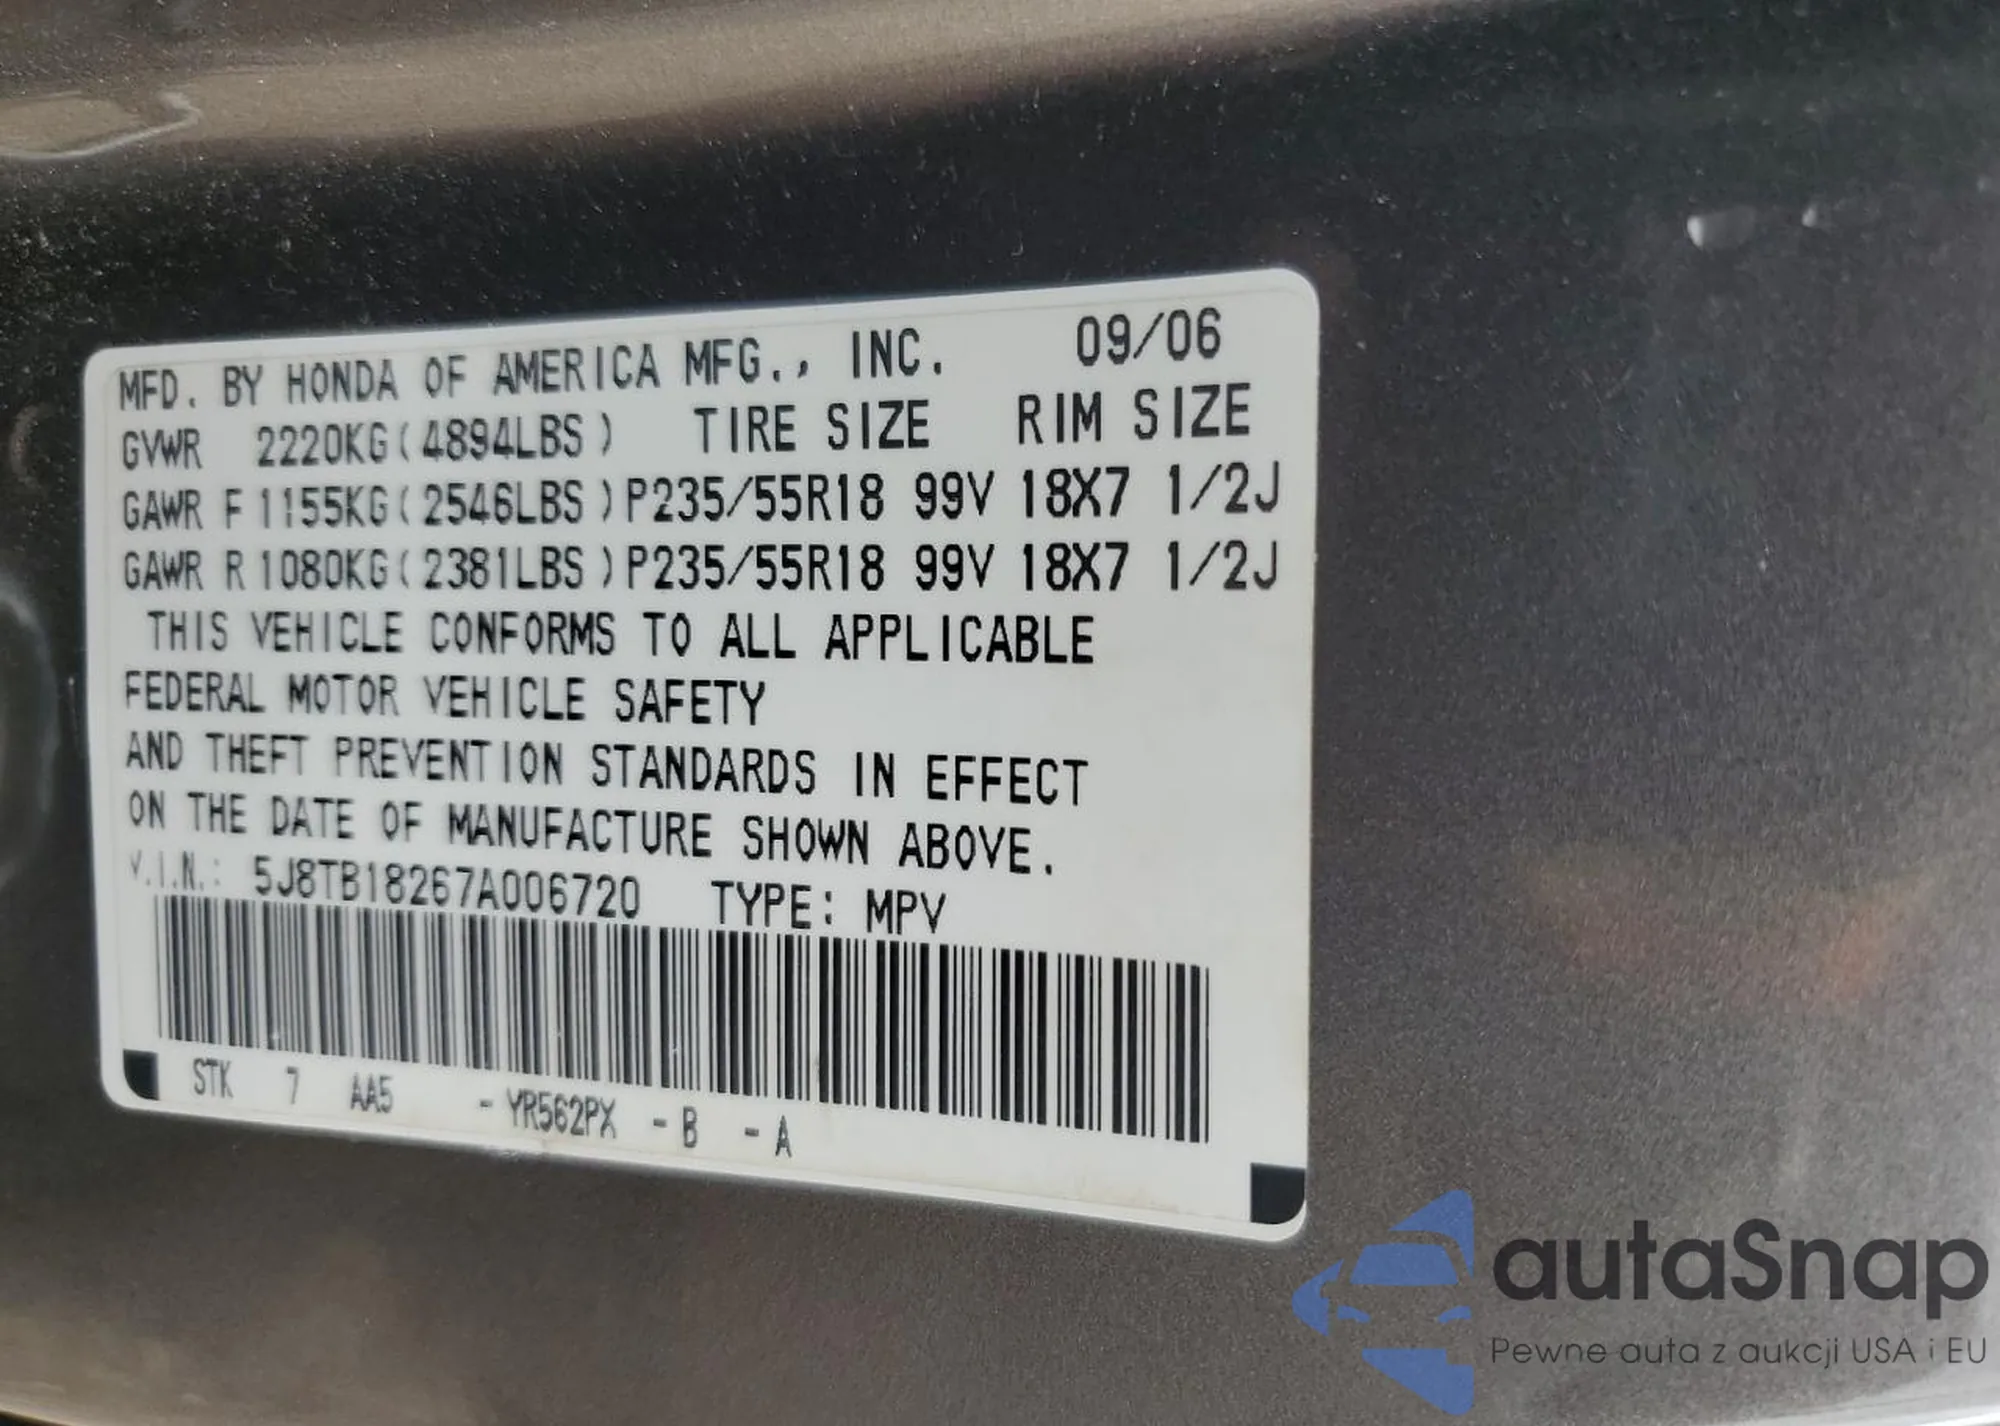 MFD. BY HONDA OF AMERICA MFG., INC. 09/06
GVWR 2220KG(4894LBS) TIRE SIZE RIM SIZE
GAWR F 1155KG(2546LBS)P235/55R18 99V 18X7 1/2J
GAWR R 1080KG(2381LBS)P235/55R18 99V 18X7 1/2J
THIS VEHICLE CONFORMS TO ALL APPLICABLE
FEDERAL MOTOR VEHICLE SAFETY
AND THEFT PREVENTION STANDARDS IN EFFECT
ON THE DATE OF MANUFACTURE SHOWN ABOVE.
V.I.N.: 5J8TB18267A006720 TYPE: MPV
STK 7 AA5 -YR562PX -B -A
autaSnap
Pewne auta z aukcji USA i EU